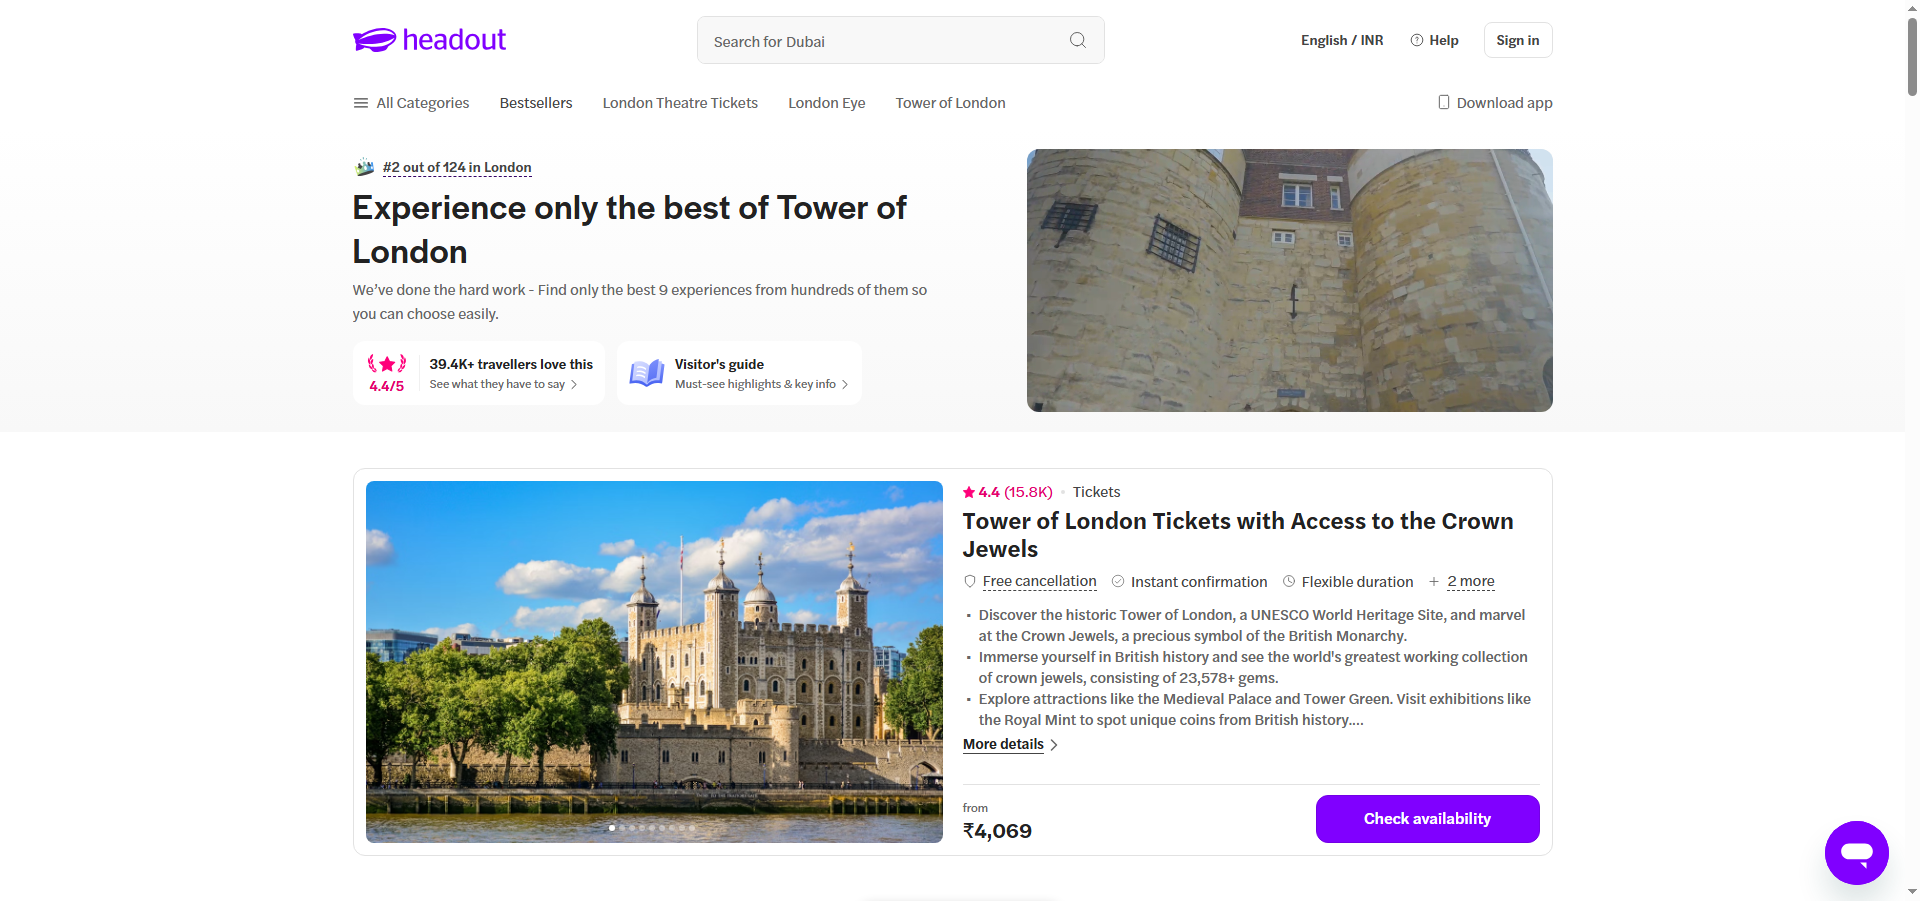 headout
Search for Dubai
English / INR
Help
Sign in
All Categories
Bestsellers
London Theatre Tickets
London Eye
Tower of London
Download app
#2 out of 124 in London
Experience only the best of Tower of
London
We've done the hard work - Find only the best 9 experiences from hundreds of them so
you can choose easily.
4.4/5
39.4K+ travellers love this
See what they have to say
Visitor's guide
Must-see highlights & key info
4.4 (15.8K)
Tickets
Tower of London Tickets with Access to the Crown
Jewels
Free cancellation
Instant confirmation
Flexible duration
+ 2 more
▪ Discover the historic Tower of London, a UNESCO World Heritage Site, and marvel
at the Crown Jewels, a precious symbol of the British Monarchy.
▪ Immerse yourself in British history and see the world's greatest working collection
of crown jewels, consisting of 23,578+ gems.
▪ Explore attractions like the Medieval Palace and Tower Green. Visit exhibitions like
the Royal Mint to spot unique coins from British history....
More details
from
₹4,069
Check availability